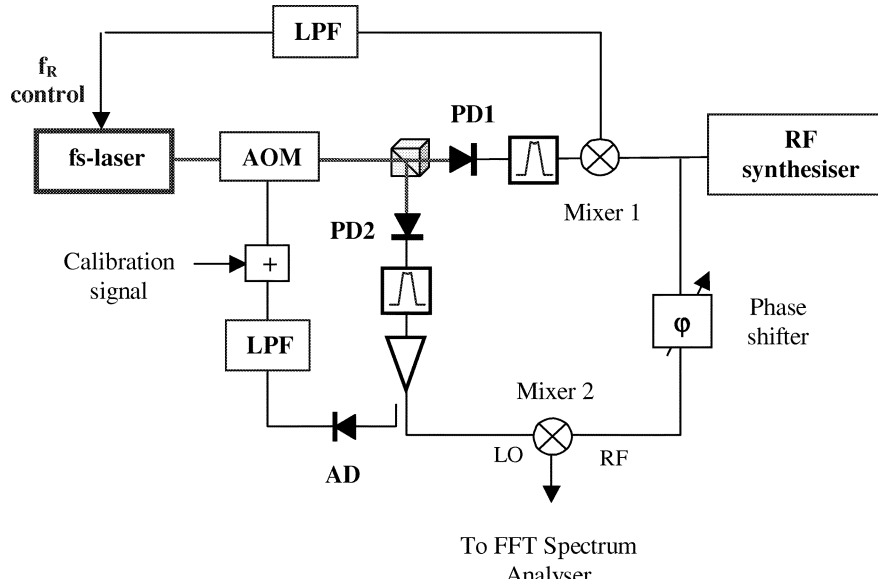 LPF
f_R
control
PD1
RF
synthesiser
fs-laser
AOM
Mixer 1
PD2
Calibration
signal
+
φ
Phase
shifter
LPF
Mixer 2
LO
RF
AD
To FFT Spectrum
Analyser